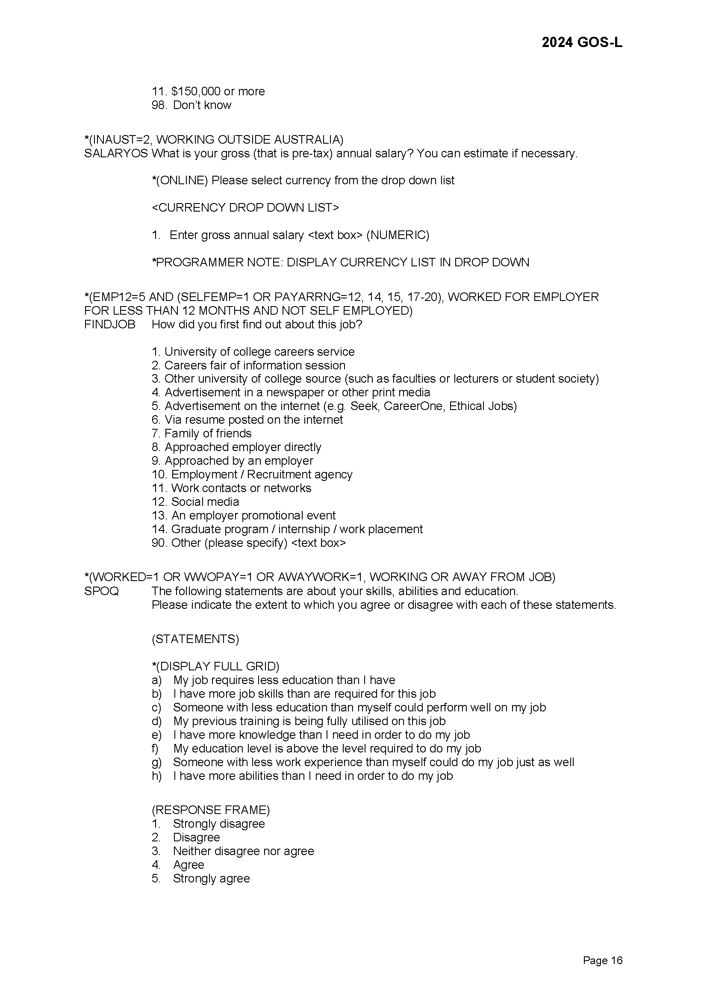 2024 GOS-L
11. $150,000 or more
98. Don’t know
*(INAUST=2, WORKING OUTSIDE AUSTRALIA)
SALARYOS What is your gross (that is pre-tax) annual salary? You can estimate if necessary.
*(ONLINE) Please select currency from the drop down list
<CURRENCY DROP DOWN LIST>
1. Enter gross annual salary <text box> (NUMERIC)
*PROGRAMMER NOTE: DISPLAY CURRENCY LIST IN DROP DOWN
*(EMP12=5 AND (SELFEMP=1 OR PAYARRNG=12, 14, 15, 17-20), WORKED FOR EMPLOYER
FOR LESS THAN 12 MONTHS AND NOT SELF EMPLOYED)
FINDJOB How did you first find out about this job?
1. University of college careers service
2. Careers fair of information session
3. Other university of college source (such as faculties or lecturers or student society)
4. Advertisement in a newspaper or other print media
5. Advertisement on the internet (e.g. Seek, CareerOne, Ethical Jobs)
6. Via resume posted on the internet
7. Family of friends
8. Approached employer directly
9. Approached by an employer
10. Employment / Recruitment agency
11. Work contacts or networks
12. Social media
13. An employer promotional event
14. Graduate program / internship / work placement
90. Other (please specify) <text box>
*(WORKED=1 OR WWOPAY=1 OR AWAYWORK=1, WORKING OR AWAY FROM JOB)
SPOQ The following statements are about your skills, abilities and education.
Please indicate the extent to which you agree or disagree with each of these statements.
(STATEMENTS)
*(DISPLAY FULL GRID)
a) My job requires less education than I have
b) I have more job skills than are required for this job
c) Someone with less education than myself could perform well on my job
d) My previous training is being fully utilised on this job
e) I have more knowledge than I need in order to do my job
f) My education level is above the level required to do my job
g) Someone with less work experience than myself could do my job just as well
h) I have more abilities than I need in order to do my job
(RESPONSE FRAME)
1. Strongly disagree
2. Disagree
3. Neither disagree nor agree
4. Agree
5. Strongly agree
Page 16